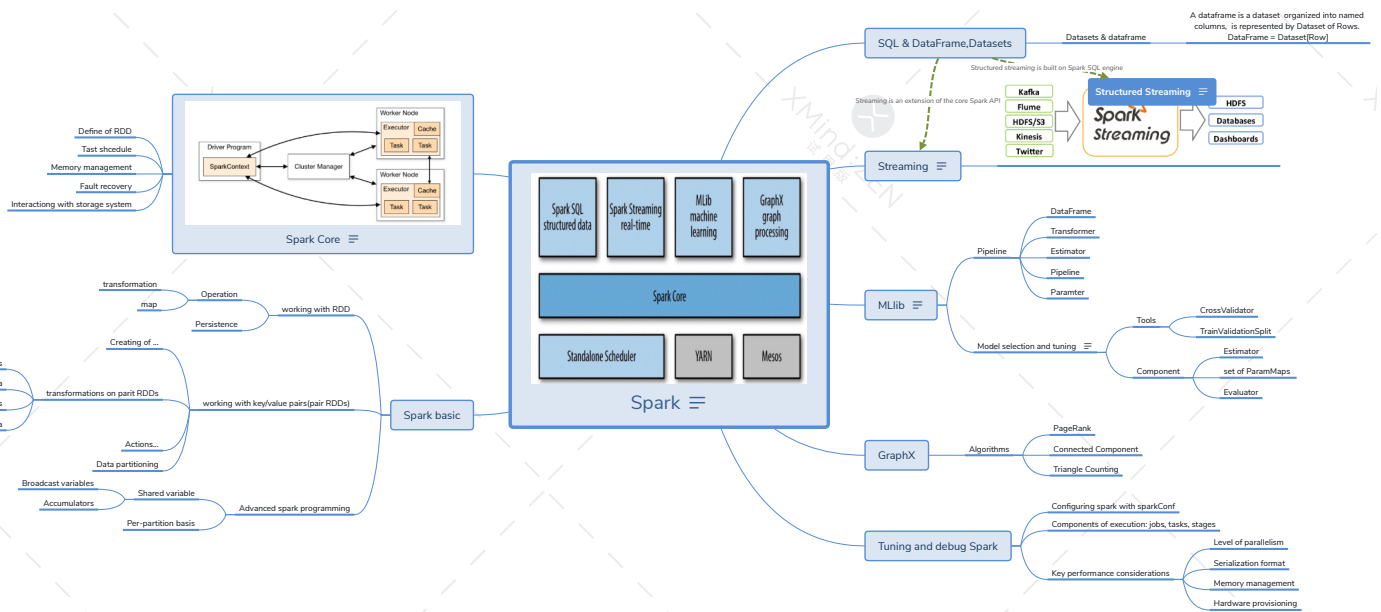 Define of RDD
Tast shcedule
Memory management
Fault recovery
Interactiong with storage system
Driver Program
SparkContext
Cluster Manager
Worker Node
Executor
Cache
Task
Task
Worker Node
Executor
Cache
Task
Task
Spark Core
transformation
map
Operation
Persistence
working with RDD
Creating of ...
s
a
s
a
transformations on parit RDDs
Actions...
Data partitioning
working with key/value pairs(pair RDDs)
Broadcast variables
Accumulators
Shared variable
Per-partition basis
Advanced spark programming
Spark basic
Spark SQL
structured data
Spark Streaming
real-time
MLib
machine
learning
GraphX
graph
processing
Spark Core
Standalone Scheduler
YARN
Mesos
Spark
SQL & DataFrame,Datasets
Datasets & dataframe
A dataframe is a dataset organized into named
columns, is represented by Dataset of Rows.
DataFrame = Dataset[Row]
Structured streaming is built on Spark SQL engine
Streaming is an extension of the core Spark API
Structured Streaming
Kafka
Flume
HDFS/S3
Kinesis
Twitter
Spark
Streaming
HDFS
Databases
Dashboards
Streaming
XMind:ZEN
试用版
MLlib
Pipeline
DataFrame
Transformer
Estimator
Pipeline
Paramter
Model selection and tuning
Tools
CrossValidator
TrainValidationSplit
Component
Estimator
set of ParamMaps
Evaluator
GraphX
Algorithms
PageRank
Connected Component
Triangle Counting
Tuning and debug Spark
Configuring spark with sparkConf
Components of execution: jobs, tasks, stages
Key performance considerations
Level of parallelism
Serialization format
Memory management
Hardware provisioning